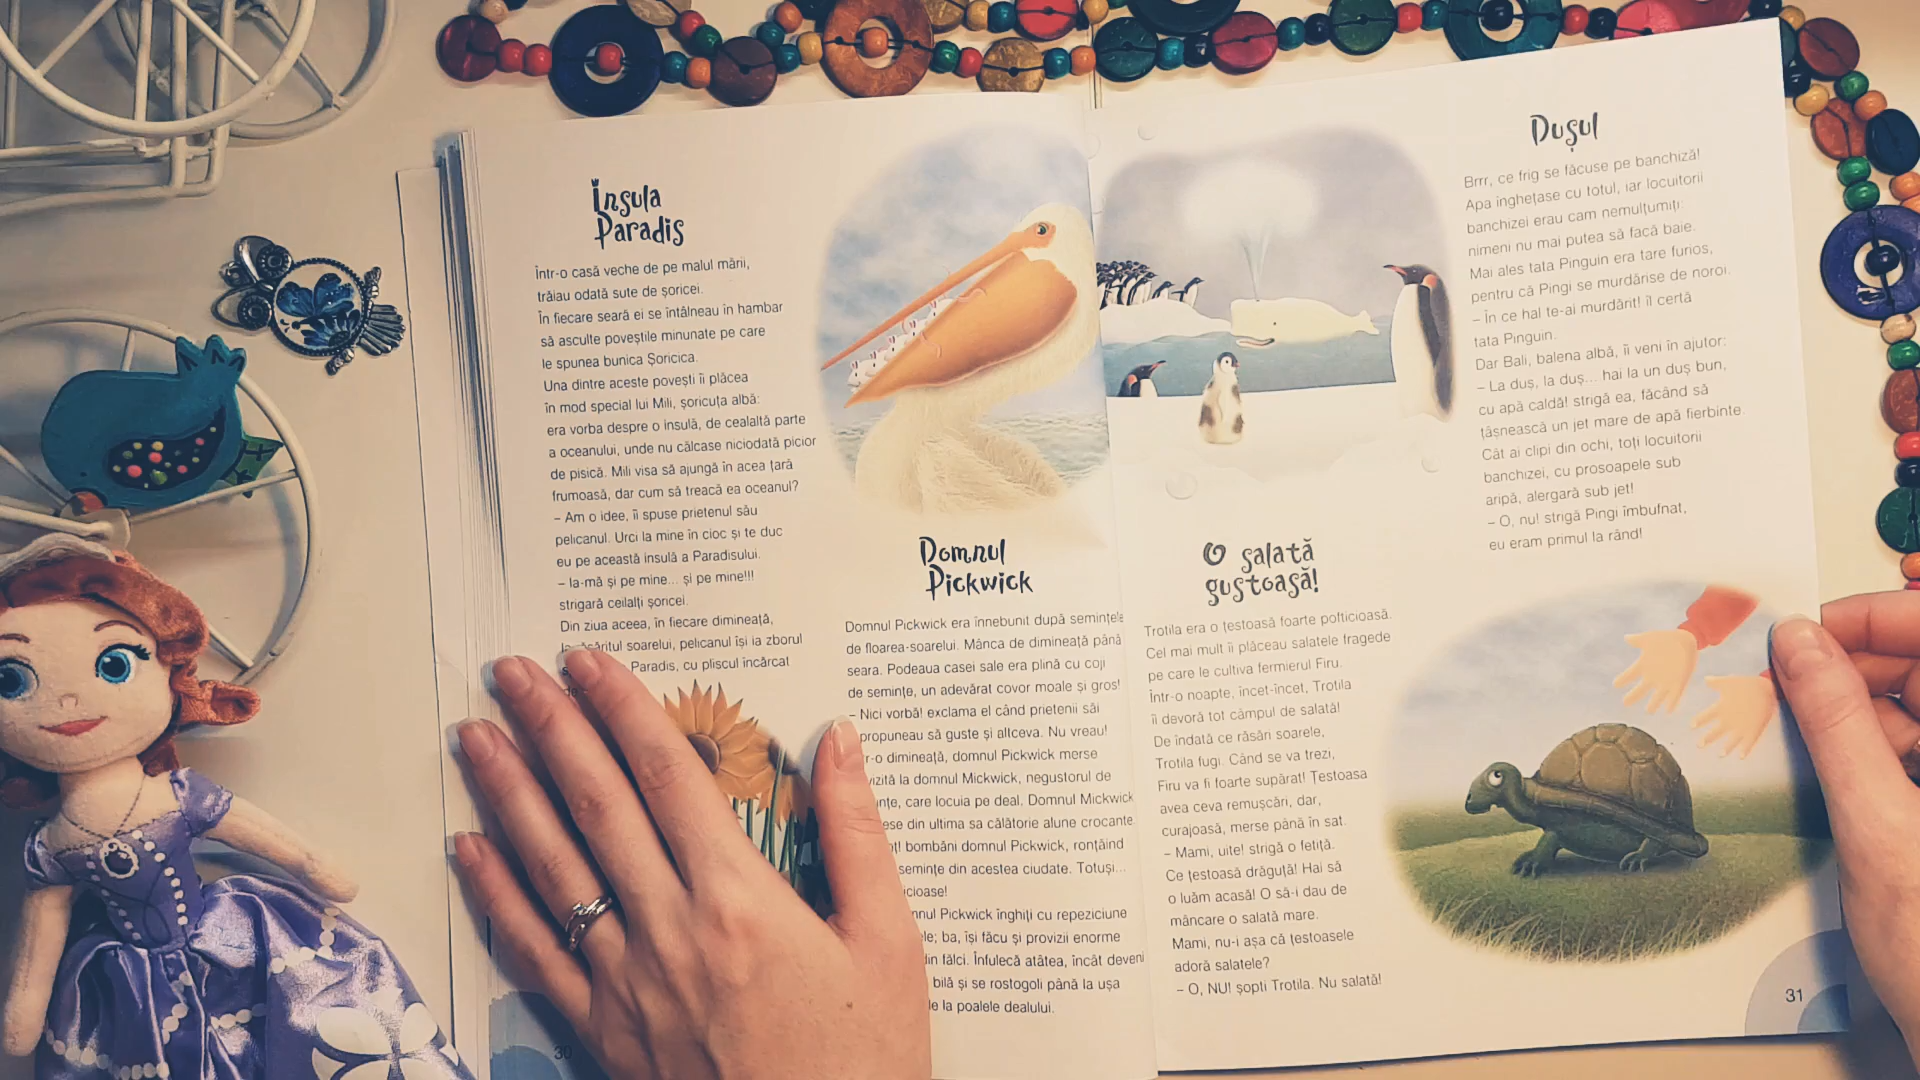 Însula
Paradis
Într-o casă veche de pe malul mării,
trăiau odată sute de șoricei.
În fiecare seară ei se întâlneau în hambar
să asculte poveștile minunate pe care
le spunea bunica Șoricica.
Una dintre aceste povești îi plăcea
în mod special lui Mili, șoricuța albă:
era vorba despre o insulă, de cealaltă parte
a oceanului, unde nu călcase niciodată picior
de pisică. Mili visa să ajungă în acea țară
frumoasă, dar cum să treacă ea oceanul?
– Am o idee, îi spuse prietenul său
pelicanul. Urci la mine în cioc și te duc
eu pe această insulă a Paradisului.
– Ia-mă și pe mine... și pe mine!!!
strigară ceilalți șoricei.
Din ziua aceea, în fiecare dimineață,
soarelui, pelicanul își ia zborul
Paradis, cu pliscul încărcat
30
Domnul
Pickwick
Domnul Pickwick era înnebunit după semințele
de floarea-soarelui. Mânca de dimineață până
seara. Podeaua casei sale era plină cu coji
de semințe, un adevărat covor moale și gros!
– Nici vorbă! exclama el când prietenii săi
propuneau să guste și altceva. Nu vreau!
dimineață, domnul Pickwick merse
la domnul Mickwick, negustorul de
care locuia pe deal. Domnul Mickwick
din ultima sa călătorie alune crocante.
bombăni domnul Pickwick, ronțăind
semințe din acestea ciudate. Totuși...
Pickwick înghiți cu repeziciune
ba, își făcu și provizii enorme
fălci. Înfulecă atâtea, încât deveni
bilă și se rostogoli până la ușa
la poalele dealului.
Dușul
Brrr, ce frig se făcuse pe banchiză!
Apa înghețase cu totul, iar locuitorii
banchizei erau cam nemulțumiți:
nimeni nu mai putea să facă baie.
Mai ales tata Pinguin era tare furios,
pentru că Pingi se murdărise de noroi.
– În ce hal te-ai murdărit! îl certă
tata Pinguin.
Dar Bali, balena albă, îi veni în ajutor:
– La duș, la duș... hai la un duș bun,
cu apă caldă! strigă ea, făcând să
țâșnească un jet mare de apă fierbinte.
Cât ai clipi din ochi, toți locuitorii
banchizei, cu prosoapele sub
aripă, alergară sub jet!
– O, nu! strigă Pingi îmbufnat,
eu eram primul la rând!
O salată
gustoasă!
Trotila era o țestoasă foarte pofticioasă.
Cel mai mult îi plăceau salatele fragede
pe care le cultiva fermierul Firu.
Într-o noapte, încet-încet, Trotila
îi devoră tot câmpul de salată!
De îndată ce răsări soarele,
Trotila fugi. Când se va trezi,
Firu va fi foarte supărat! Țestoasa
avea ceva remușcări, dar,
curajoasă, merse până în sat.
– Mami, uite! strigă o fetiță.
Ce țestoasă drăguță! Hai să
o luăm acasă! O să-i dau de
mâncare o salată mare.
Mami, nu-i așa că țestoasele
adoră salatele?
– O, NU! șopti Trotila. Nu salată!
31